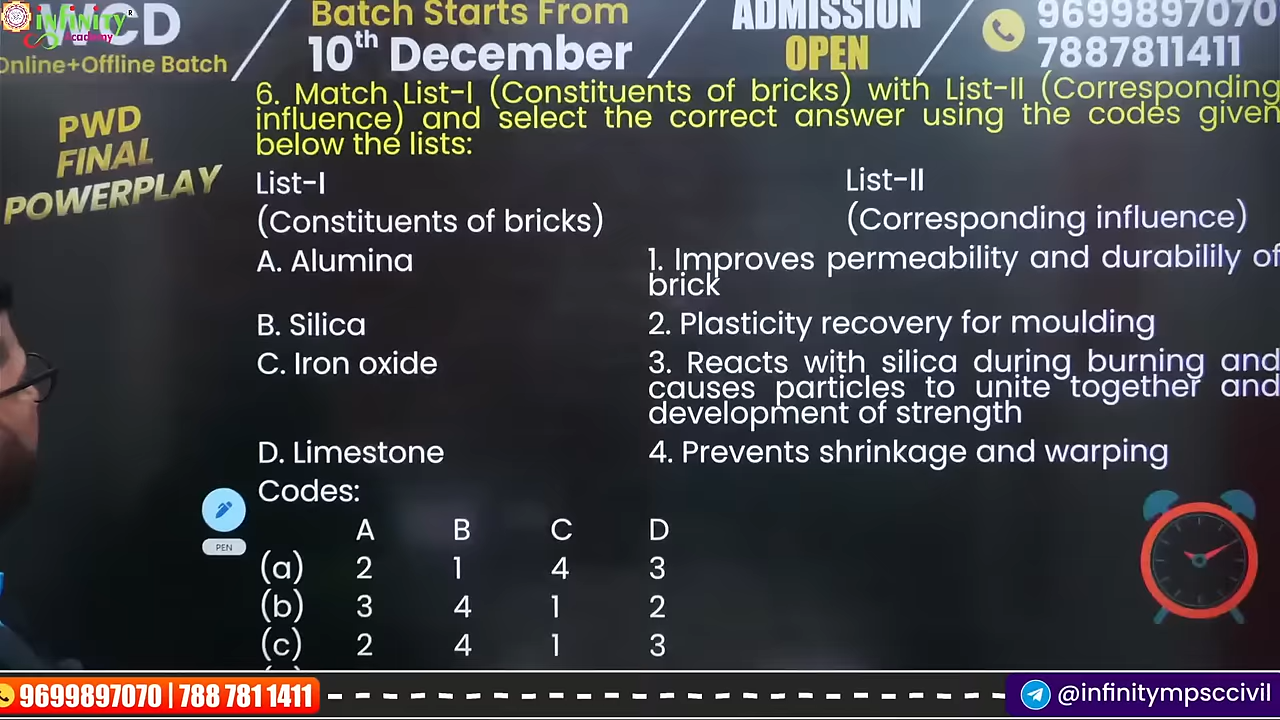 infinity
Academy
WCD
Online+Offline Batch
Batch Starts From
10th December
ADMISSION
OPEN
9699897070
7887811441
PWD
FINAL
POWERPLAY
6. Match List-I (Constituents of bricks) with List-II (Corresponding
influence) and select the correct answer using the codes given
below the lists:
List-I List-II
(Constituents of bricks) (Corresponding influence)
A. Alumina 1. Improves permeability and durabilily of
brick
B. Silica 2. Plasticity recovery for moulding
C. Iron oxide 3. Reacts with silica during burning and
causes particles to unite together and
development of strength
D. Limestone 4. Prevents shrinkage and warping
Codes:
A B C D
(a) 2 1 4 3
(b) 3 4 1 2
(c) 2 4 1 3
PEN
9699897070 | 788 781 1411
@infinitympsccivil